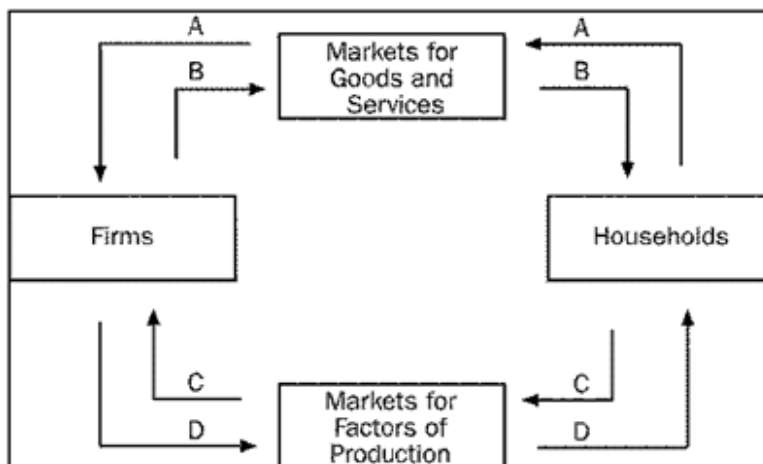 A
A
Markets for
Goods and
Services
B
B
Firms
Households
C
C
Markets for
Factors of
Production
D
D